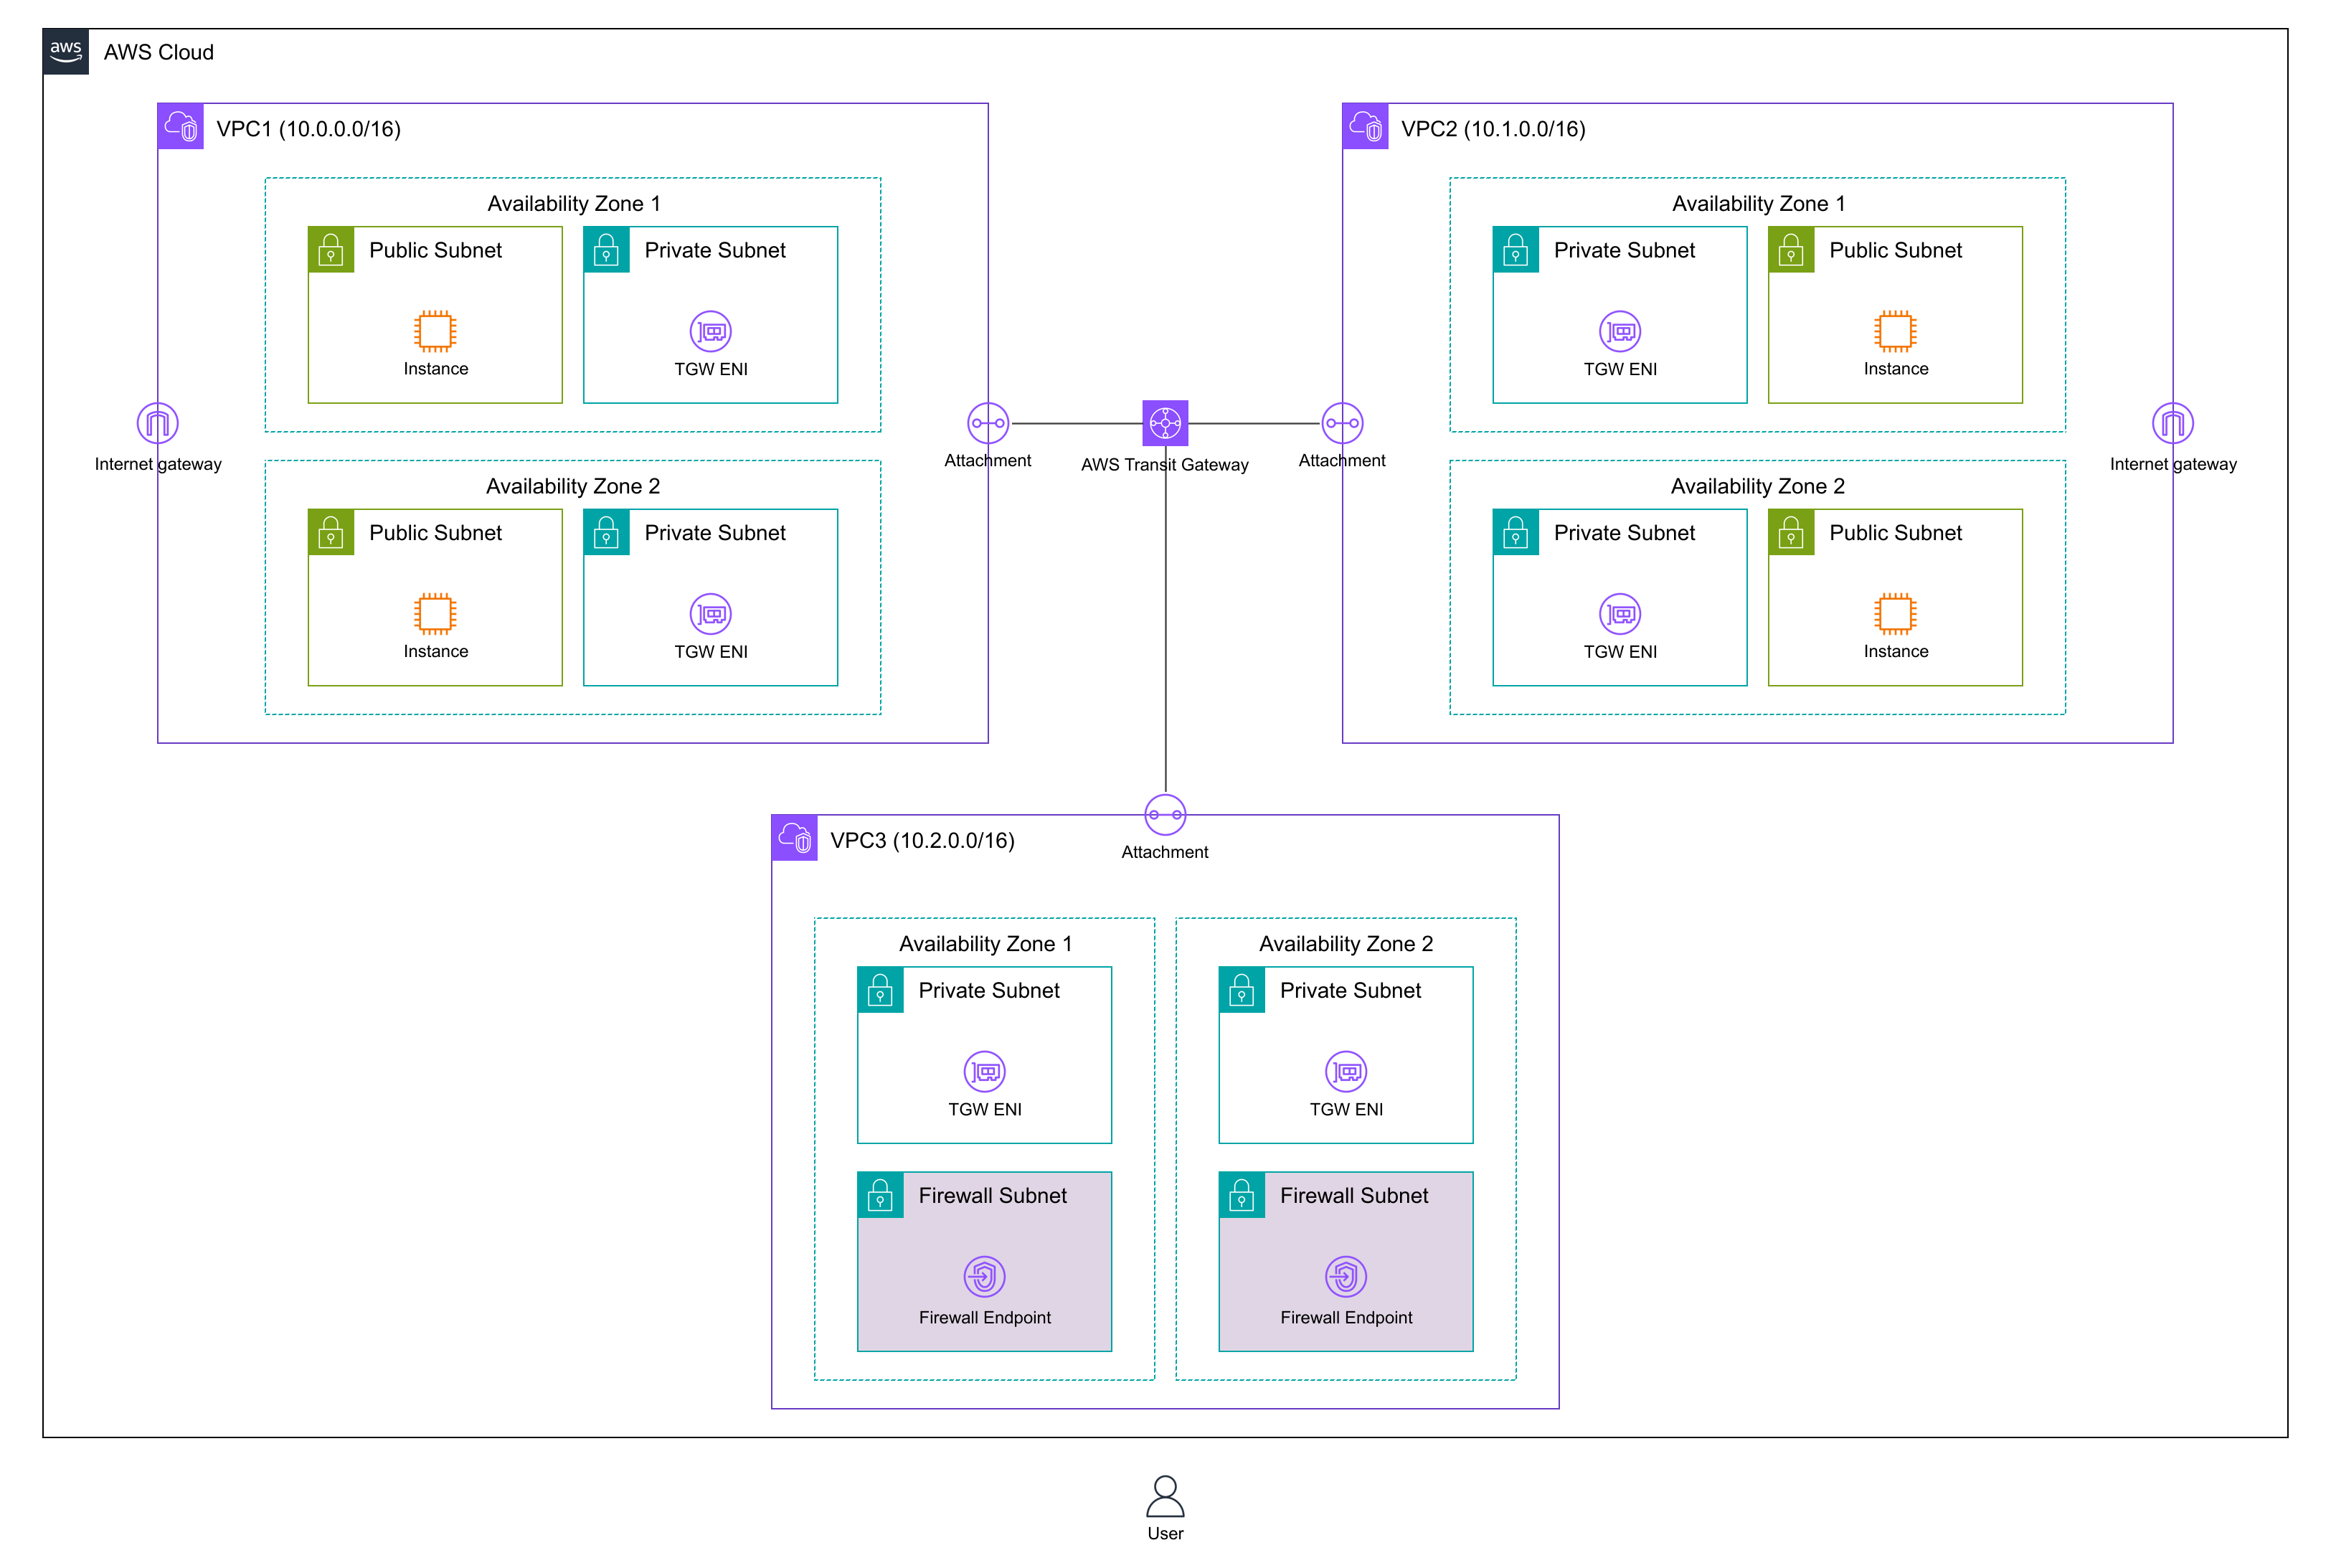 aws
AWS Cloud
VPC1 (10.0.0.0/16)
Availability Zone 1
Public Subnet
Instance
Private Subnet
TGW ENI
Availability Zone 2
Public Subnet
Instance
Private Subnet
TGW ENI
Internet gateway
Attachment
AWS Transit Gateway
Attachment
VPC2 (10.1.0.0/16)
Availability Zone 1
Private Subnet
TGW ENI
Public Subnet
Instance
Availability Zone 2
Private Subnet
TGW ENI
Public Subnet
Instance
Internet gateway
Attachment
VPC3 (10.2.0.0/16)
Availability Zone 1
Private Subnet
TGW ENI
Firewall Subnet
Firewall Endpoint
Availability Zone 2
Private Subnet
TGW ENI
Firewall Subnet
Firewall Endpoint
User